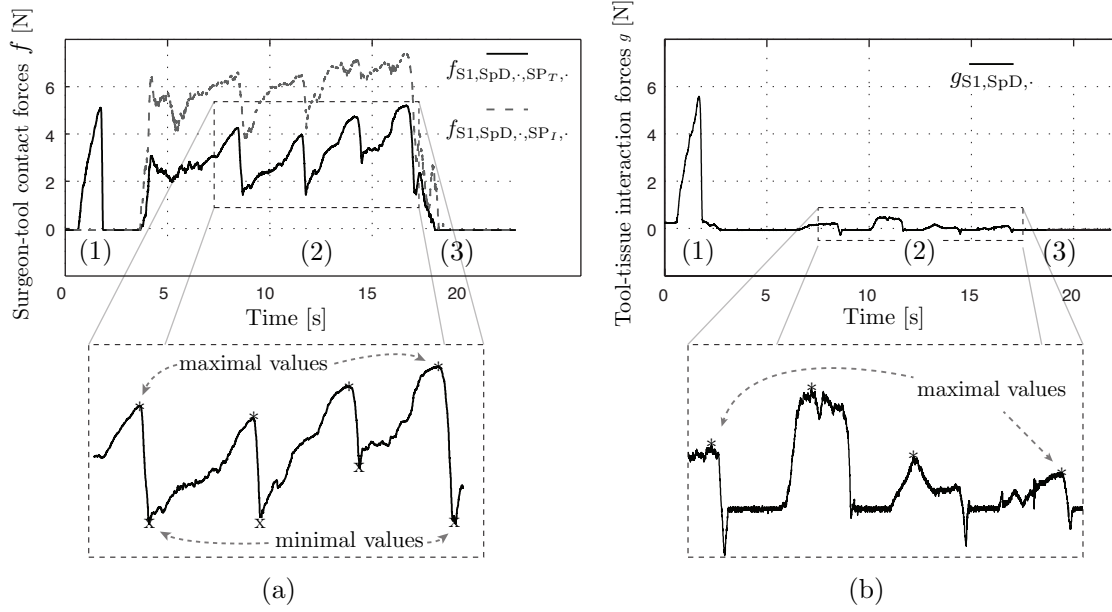 Surgeon-tool contact forces f [N]
6
4
2
0
f_{S1,SpD,·,SP_T,·}
f_{S1,SpD,·,SP_I,·}
(1)
(2)
(3)
0 5 10 15 20
Time [s]
maximal values
minimal values
(a)
Tool-tissue interaction forces g [N]
6
4
2
0
g_{S1,SpD,·}
(1)
(2)
(3)
0 5 10 15 20
Time [s]
maximal values
(b)